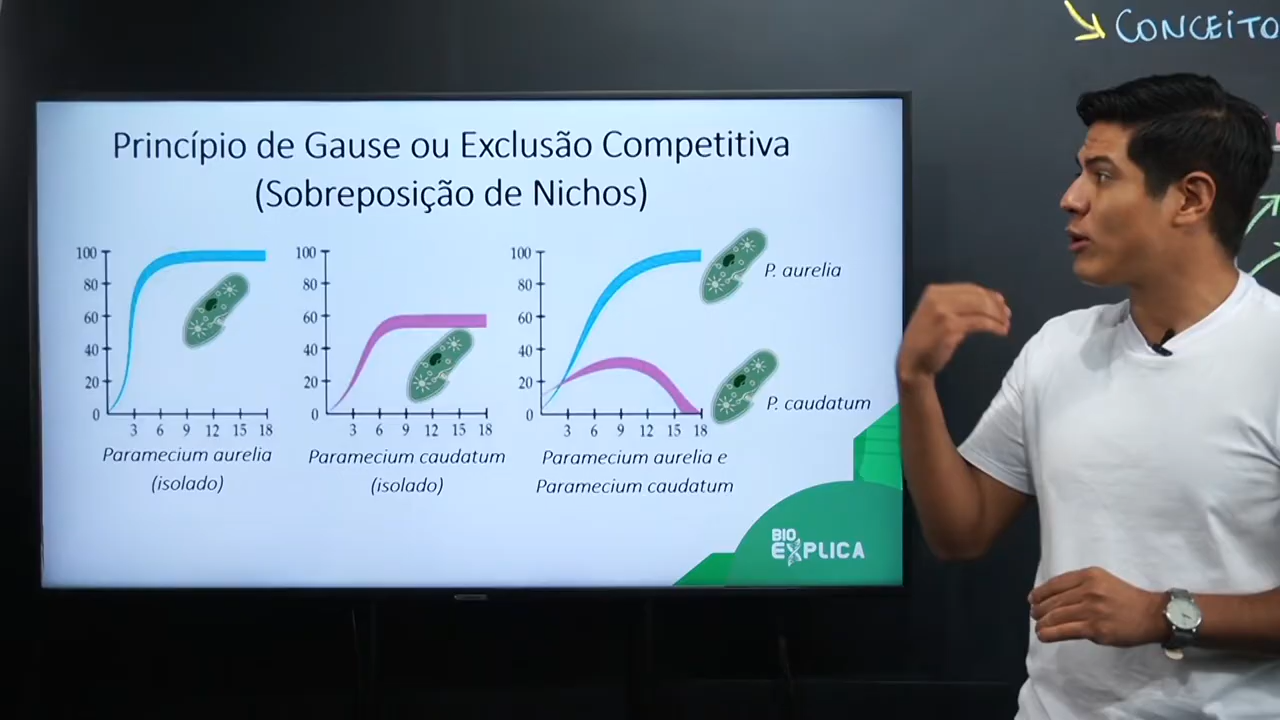 CONCEITO
Princípio de Gause ou Exclusão Competitiva
(Sobreposição de Nichos)
100
80
60
40
20
0
3 6 9 12 15 18
Paramecium aurelia
(isolado)
100
80
60
40
20
0
3 6 9 12 15 18
Paramecium caudatum
(isolado)
100
80
60
40
20
0
3 6 9 12 15 18
Paramecium aurelia e
Paramecium caudatum
P. aurelia
P. caudatum
BIO
EXPLICA